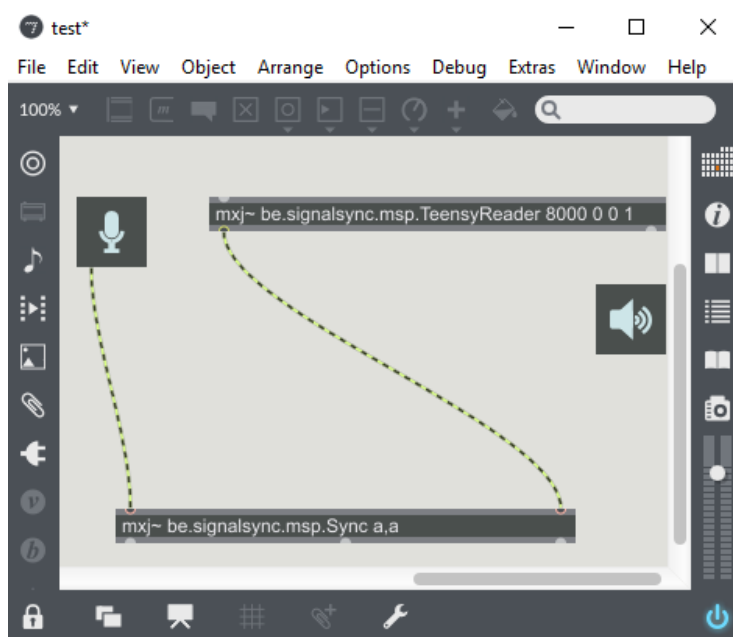 test*
File Edit View Object Arrange Options Debug Extras Window Help
100%
mxj~ be.signalsync.msp.TeensyReader 8000 0 0 1
mxj~ be.signalsync.msp.Sync a,a